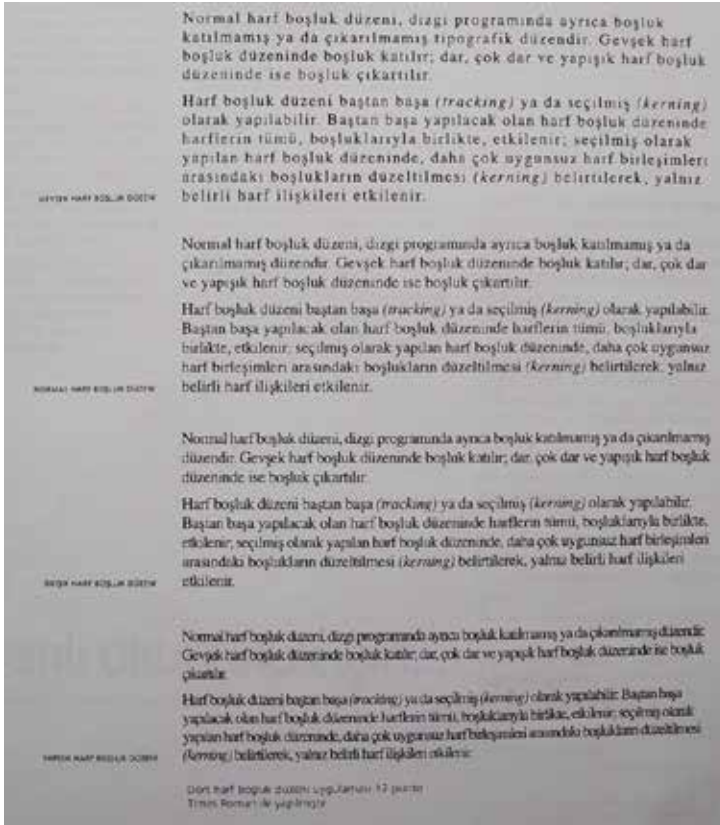 Normal harf boşluk düzeni, dizgi programında ayrıca boşluk
katılmamış ya da çıkarılmamış tipografik düzendir. Gevşek harf
boşluk düzeninde boşluk katılır; dar, çok dar ve yapışık harf boşluk
düzeninde ise boşluk çıkartılır.
Harf boşluk düzeni baştan başa (tracking) ya da seçilmiş (kerning)
olarak yapılabilir. Baştan başa yapılacak olan harf boşluk düzeninde
harflerin tümü, boşluklarıyla birlikte, etkilenir; seçilmiş olarak
yapılan harf boşluk düzeninde, daha çok uygunsuz harf birleşimleri
arasındaki boşlukların düzeltilmesi (kerning) belirtilerek, yalnız
GEVŞEK HARF BOŞLUK DÜZENİ
belirli harf ilişkileri etkilenir.
Normal harf boşluk düzeni, dizgi programında ayrıca boşluk katılmamış ya da
çıkarılmamış düzendir. Gevşek harf boşluk düzeninde boşluk katılır; dar, çok dar
ve yapışık harf boşluk düzeninde ise boşluk çıkartılır.
Harf boşluk düzeni baştan başa (tracking) ya da seçilmiş (kerning) olarak yapılabilir.
Baştan başa yapılacak olan harf boşluk düzeninde harflerin tümü, boşluklarıyla
birlikte, etkilenir; seçilmiş olarak yapılan harf boşluk düzeninde, daha çok uygunsuz
harf birleşimleri arasındaki boşlukların düzeltilmesi (kerning) belirtilerek, yalnız
NORMAL HARF BOŞLUK DÜZENİ
belirli harf ilişkileri etkilenir.
Normal harf boşluk düzeni, dizgi programında ayrıca boşluk katılmamış ya da çıkarılmamış
düzendir. Gevşek harf boşluk düzeninde boşluk katılır; dar, çok dar ve yapışık harf boşluk
düzeninde ise boşluk çıkartılır.
Harf boşluk düzeni baştan başa (tracking) ya da seçilmiş (kerning) olarak yapılabilir.
Baştan başa yapılacak olan harf boşluk düzeninde harflerin tümü, boşluklarıyla birlikte,
etkilenir; seçilmiş olarak yapılan harf boşluk düzeninde, daha çok uygunsuz harf birleşimleri
arasındaki boşlukların düzeltilmesi (kerning) belirtilerek, yalnız belirli harf ilişkileri
HARF BOŞLUK DÜZENİ
etkilenir.
Normal harf boşluk düzeni, dizgi programında ayrıca boşluk katılmamış ya da çıkarılmamış düzendir.
Gevşek harf boşluk düzeninde boşluk katılır; dar, çok dar ve yapışık harf boşluk düzeninde ise boşluk
çıkartılır.
Harf boşluk düzeni baştan başa (tracking) ya da seçilmiş (kerning) olarak yapılabilir. Baştan başa
yapılacak olan harf boşluk düzeninde harflerin tümü, boşluklarıyla birlikte, etkilenir; seçilmiş olarak
yapılan harf boşluk düzeninde, daha çok uygunsuz harf birleşimleri arasındaki boşlukların düzeltilmesi
YAPIŞIK HARF BOŞLUK DÜZENİ
(kerning) belirtilerek, yalnız belirli harf ilişkileri etkilenir.
Dört harf boşluk düzeni uygulaması 12 punto
Times Roman ile yapılmıştır.